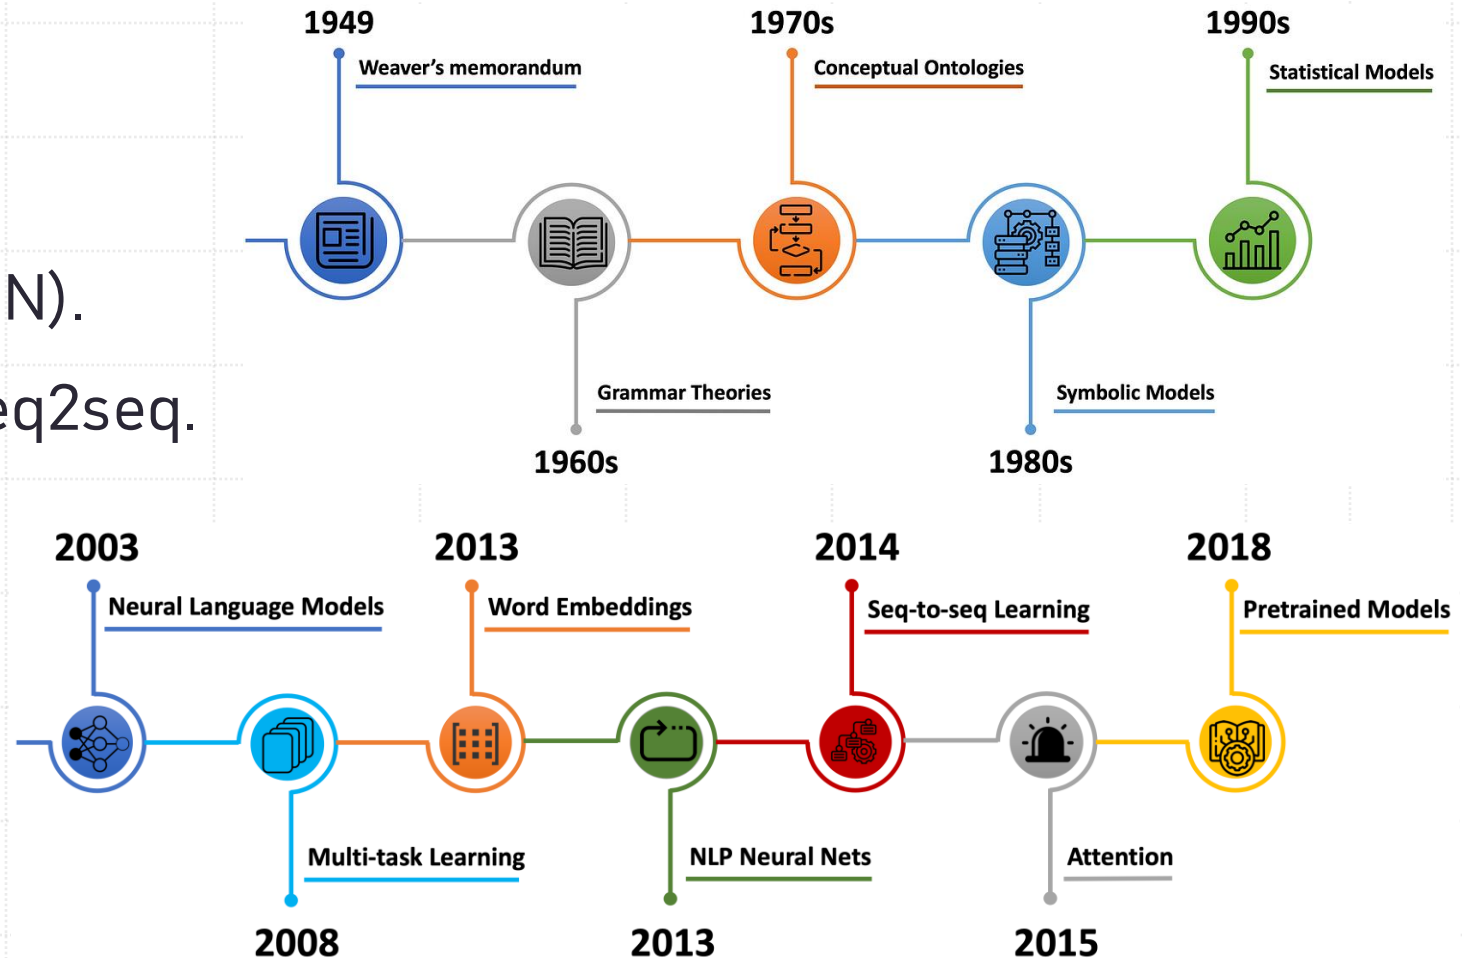 1949
1970s
1990s
Weaver's memorandum
Conceptual Ontologies
Statistical Models
N).
eq2seq.
Grammar Theories
Symbolic Models
1960s
1980s
2003
2013
2014
2018
Neural Language Models
Word Embeddings
Seq-to-seq Learning
Pretrained Models
Multi-task Learning
NLP Neural Nets
Attention
2008
2013
2015